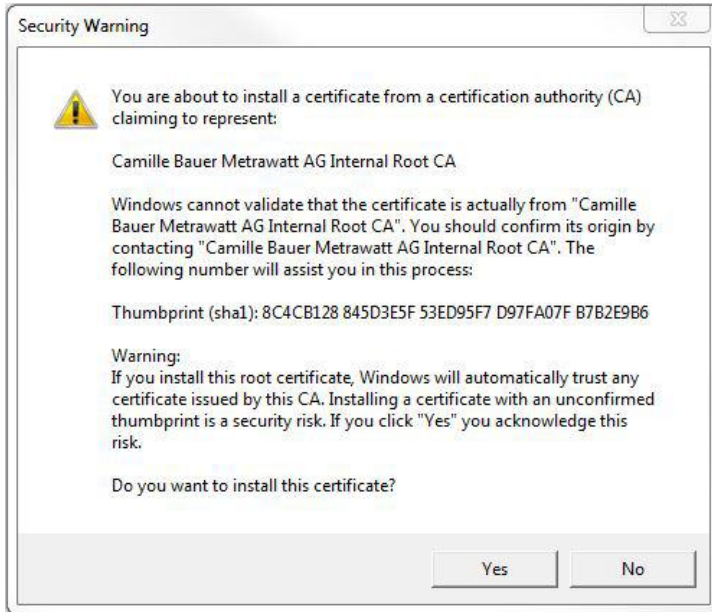 Security Warning
You are about to install a certificate from a certification authority (CA)
claiming to represent:
Camille Bauer Metrawatt AG Internal Root CA
Windows cannot validate that the certificate is actually from "Camille
Bauer Metrawatt AG Internal Root CA". You should confirm its origin by
contacting "Camille Bauer Metrawatt AG Internal Root CA". The
following number will assist you in this process:
Thumbprint (sha1): 8C4CB128 845D3E5F 53ED95F7 D97FA07F B7B2E9B6
Warning:
If you install this root certificate, Windows will automatically trust any
certificate issued by this CA. Installing a certificate with an unconfirmed
thumbprint is a security risk. If you click "Yes" you acknowledge this
risk.
Do you want to install this certificate?
Yes No